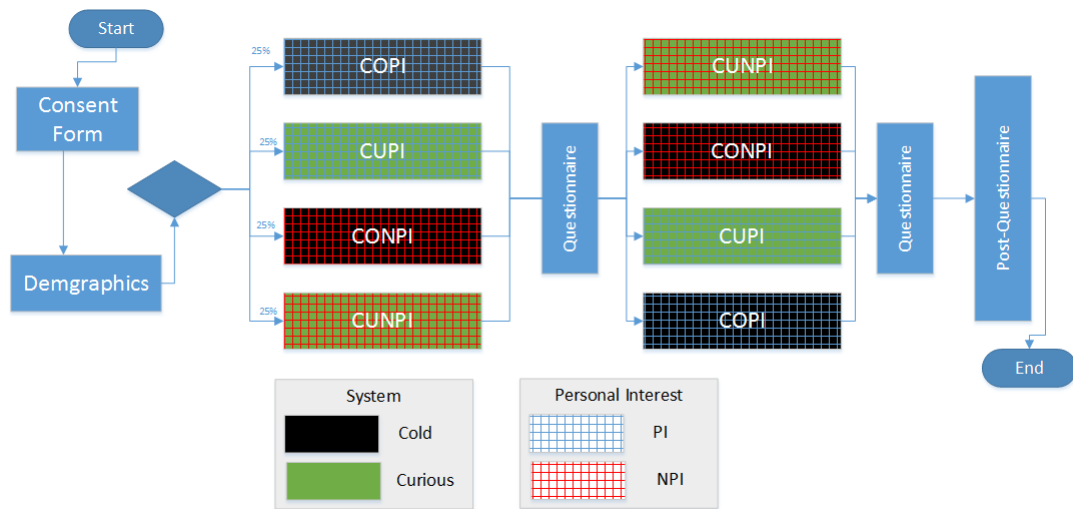 Start
Consent
Form
Demgraphics
25%
COPI
25%
CUPI
25%
CONPI
25%
CUNPI
Questionnaire
CUNPI
CONPI
CUPI
COPI
Questionnaire
Post-Questionnaire
End
System
Cold
Curious
Personal Interest
PI
NPI